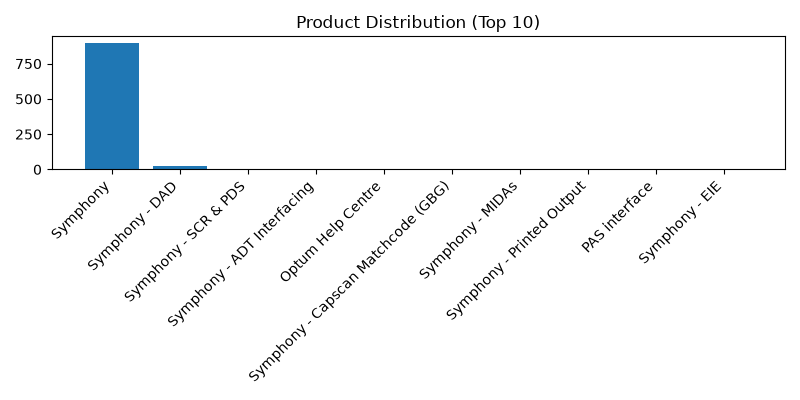 Product Distribution (Top 10)
750
500
250
0
Symphony
Symphony - DAD
Symphony - SCR & PDS
Symphony - ADT Interfacing
Optum Help Centre
Symphony - Capscan Matchcode (GBG)
Symphony - MIDAs
Symphony - Printed Output
PAS interface
Symphony - EIE